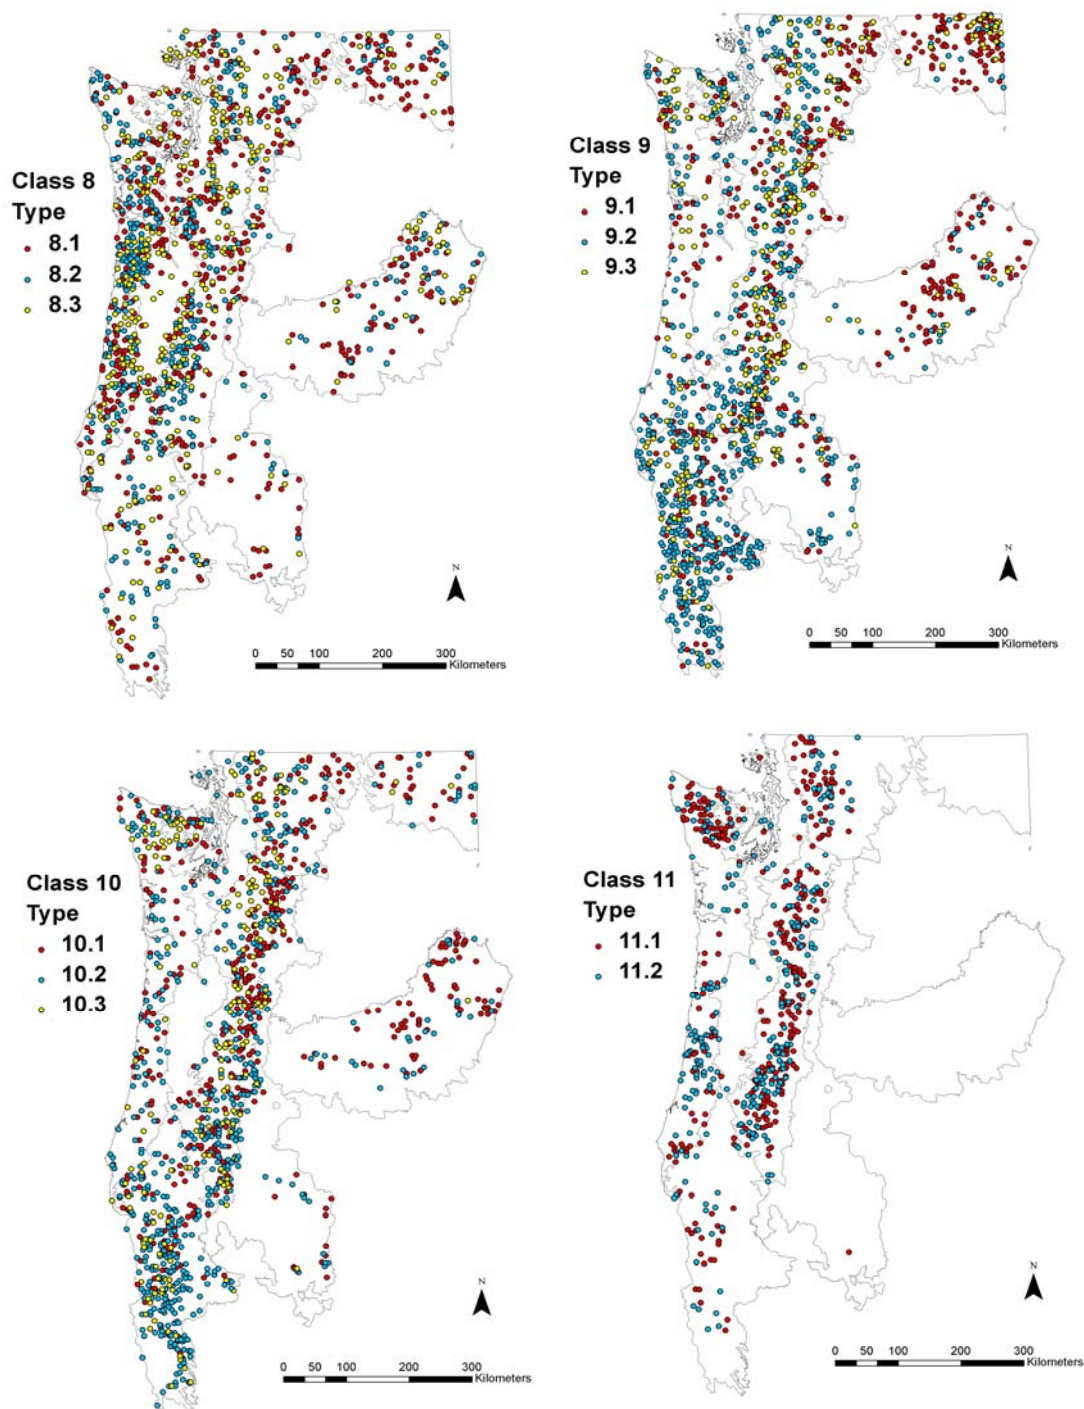 Class 8
Type
8.1
8.2
8.3
N
0 50 100 200 300
Kilometers
Class 9
Type
9.1
9.2
9.3
N
0 50 100 200 300
Kilometers
Class 10
Type
10.1
10.2
10.3
N
0 50 100 200 300
Kilometers
Class 11
Type
11.1
11.2
N
0 50 100 200 300
Kilometers